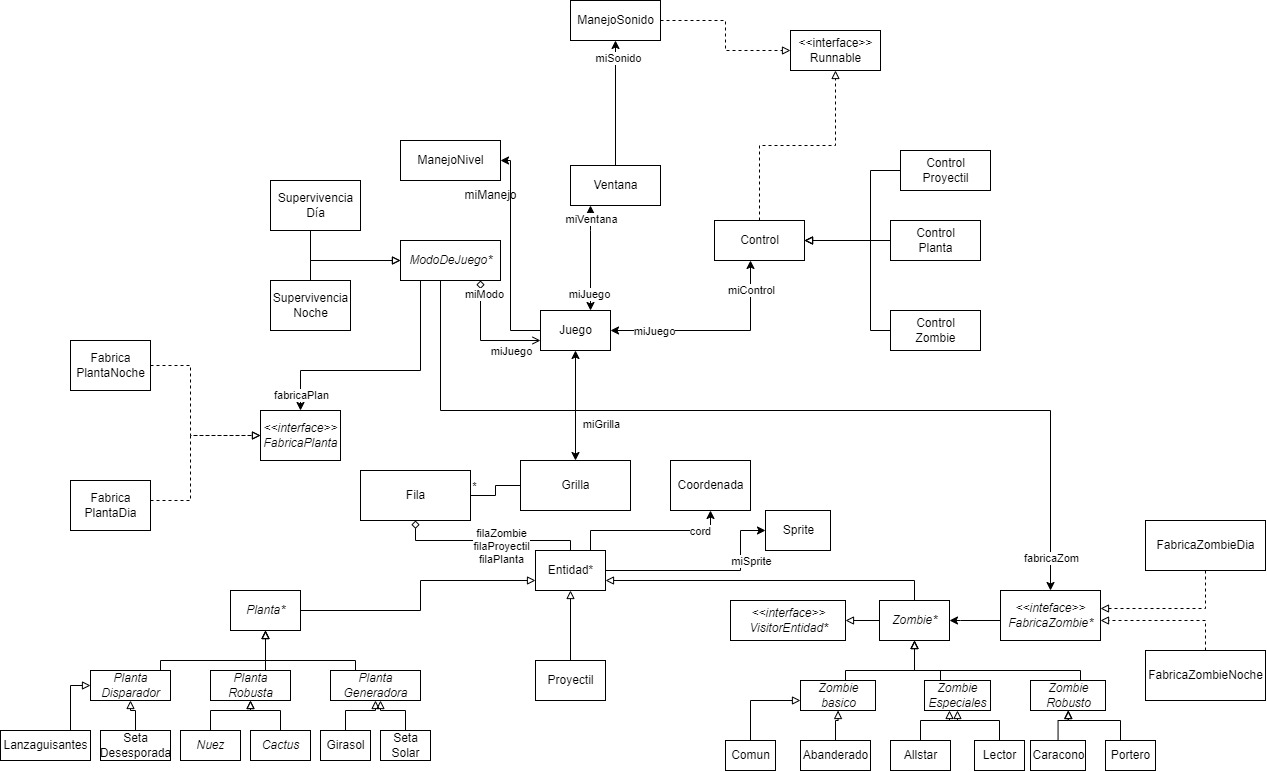 ManejoSonido
<<interface>>
Runnable
miSonido
ManejoNivel
Control
Proyectil
Ventana
Supervivencia
Día
miManejo
miVentana
Control
Control
Planta
ModoDeJuego*
Supervivencia
Noche
miModo
miJuego
miControl
Juego
miJuego
Control
Zombie
miJuego
Fabrica
PlantaNoche
fabricaPlan
<<interface>>
FabricaPlanta
miGrilla
Fabrica
PlantaDia
Fila
*
Grilla
Coordenada
filaZombie
filaProyectil
filaPlanta
cord
Sprite
miSprite
fabricaZom
FabricaZombieDia
Entidad*
Planta*
<<interface>>
VisitorEntidad*
Zombie*
<<inteface>>
FabricaZombie*
Proyectil
FabricaZombieNoche
Planta
Disparador
Planta
Robusta
Planta
Generadora
Zombie
basico
Zombie
Especiales
Zombie
Robusto
Lanzaguisantes
Seta
Desesporada
Nuez
Cactus
Girasol
Seta
Solar
Comun
Abanderado
Allstar
Lector
Caracono
Portero